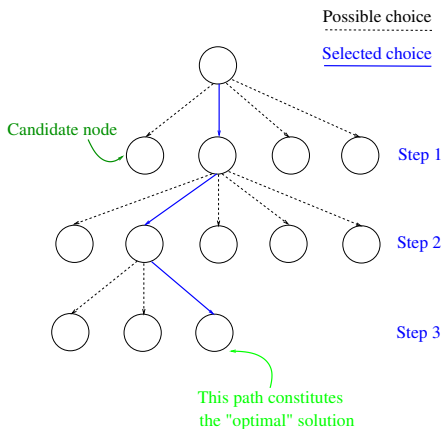 Possible choice
Selected choice
Candidate node
Step 1
Step 2
Step 3
This path constitutes
the "optimal" solution